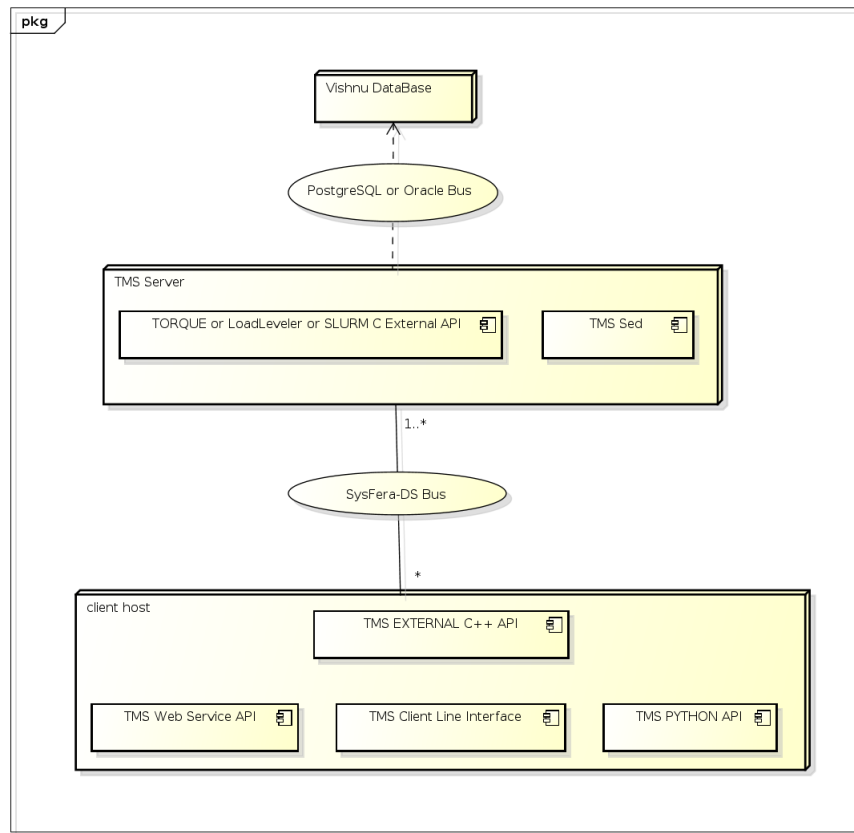 pkg
Vishnu DataBase
PostgreSQL or Oracle Bus
TMS Server
TORQUE or LoadLeveler or SLURM C External API
TMS Sed
1..*
SysFera-DS Bus
*
client host
TMS EXTERNAL C++ API
TMS Web Service API
TMS Client Line Interface
TMS PYTHON API